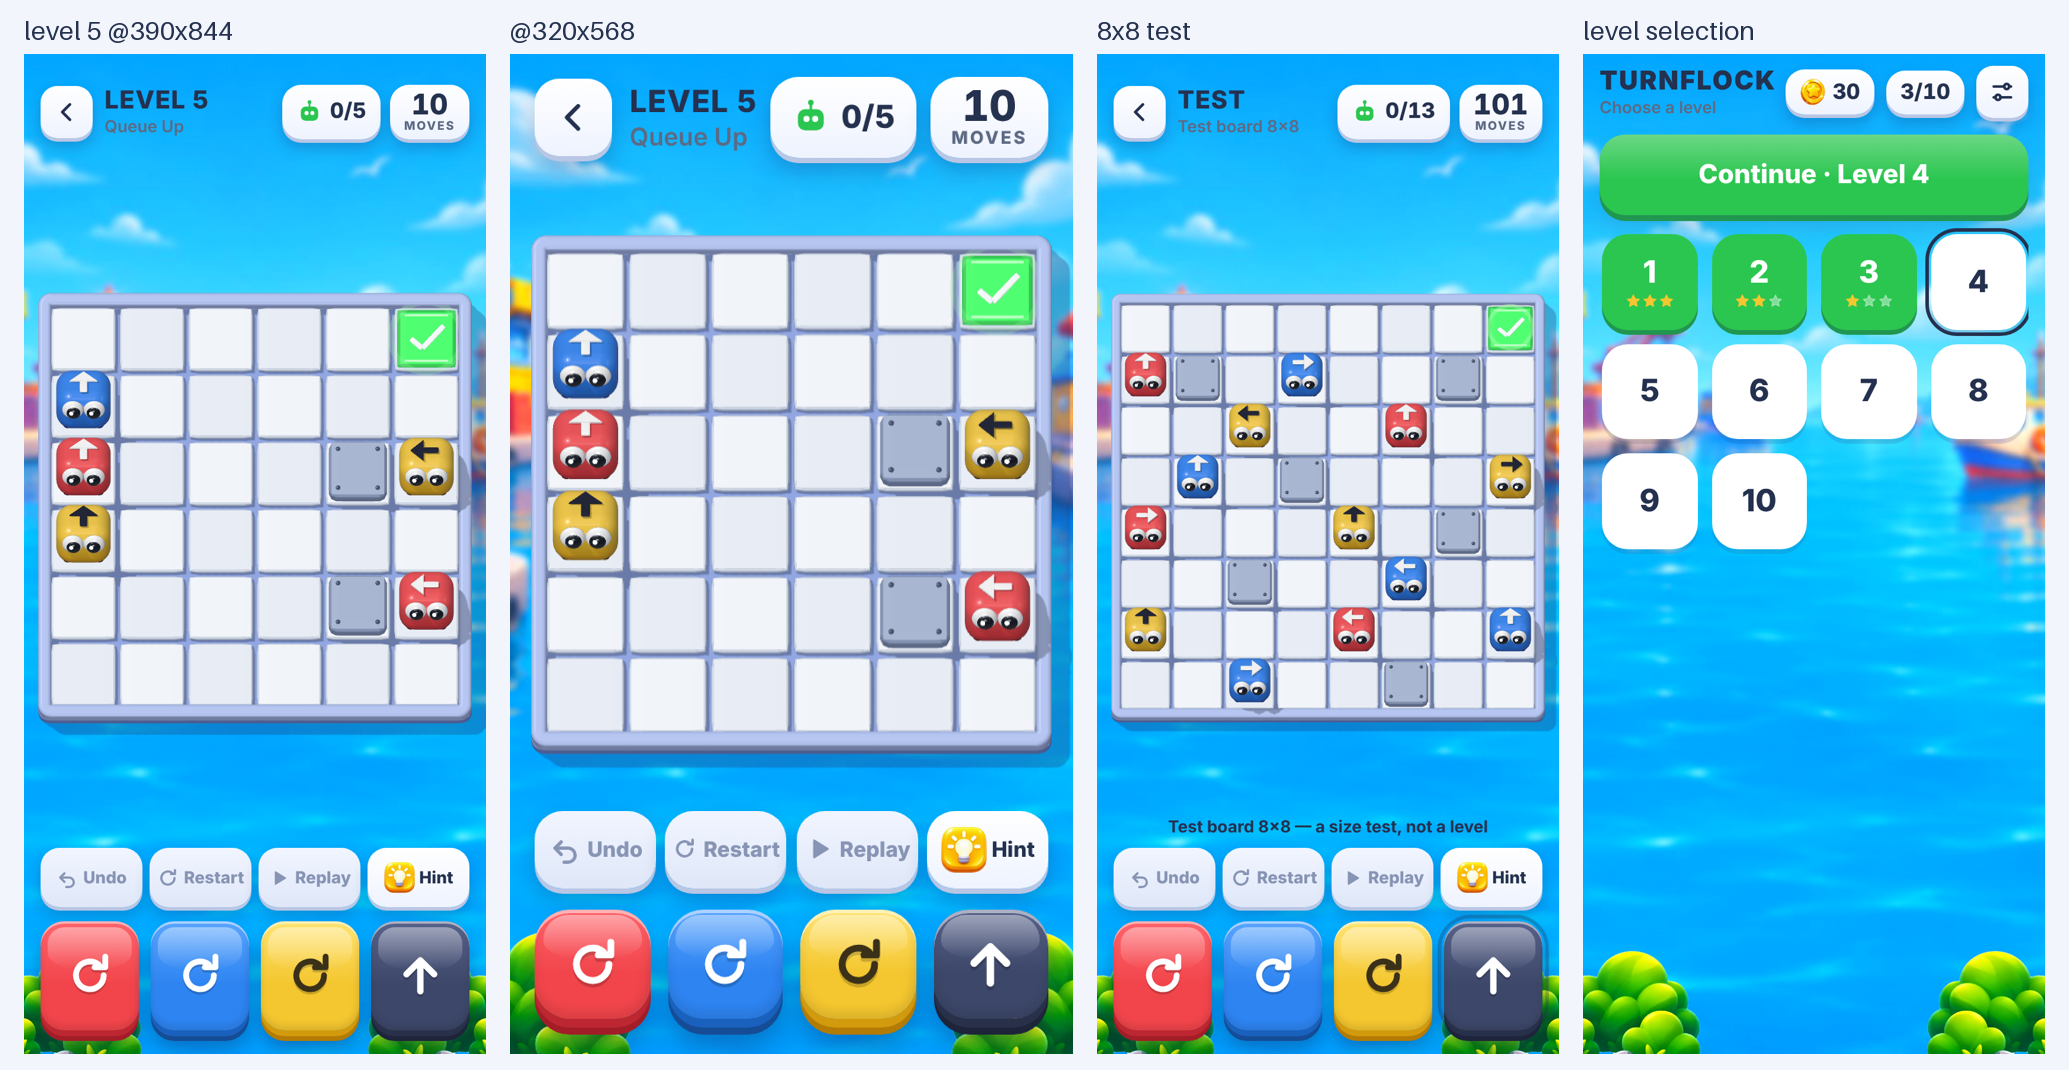 level 5 @390x844
LEVEL 5
Queue Up
0/5
10
MOVES
Undo
Restart
Replay
Hint
@320x568
LEVEL 5
Queue Up
0/5
10
MOVES
Undo
Restart
Replay
Hint
8x8 test
TEST
Test board 8×8
0/13
101
MOVES
Test board 8×8 — a size test, not a level
Undo
Restart
Replay
Hint
level selection
TURNFLOCK
Choose a level
30
3/10
Continue · Level 4
1
2
3
4
5
6
7
8
9
10